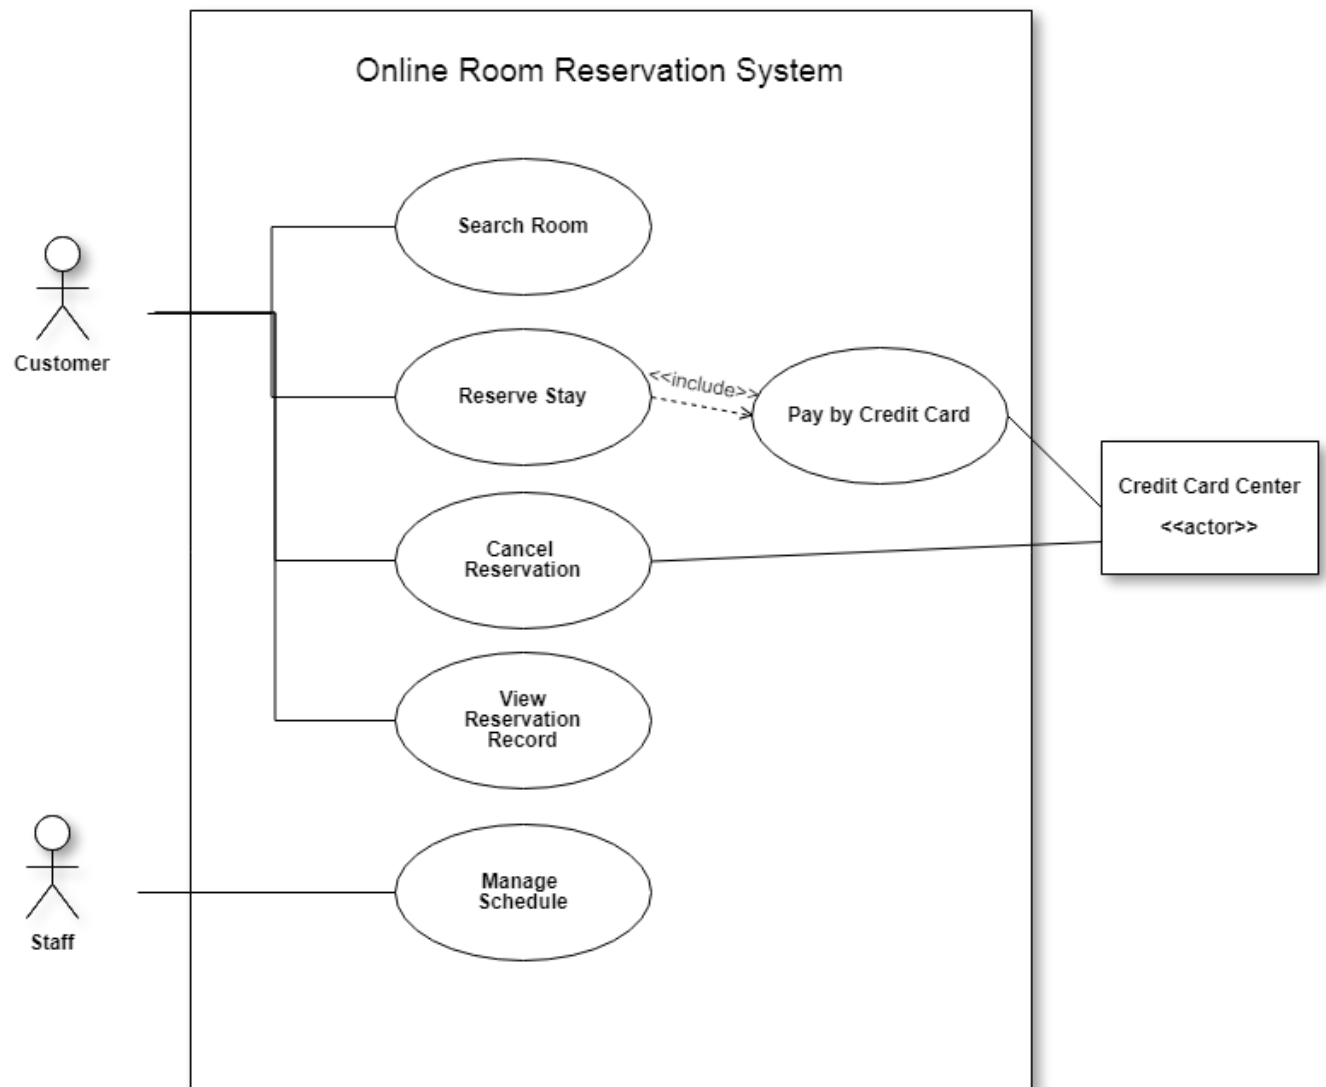 Online Room Reservation System
Search Room
Customer
Reserve Stay
<<include>>
Pay by Credit Card
Credit Card Center
<<actor>>
Cancel
Reservation
View
Reservation
Record
Manage
Schedule
Staff